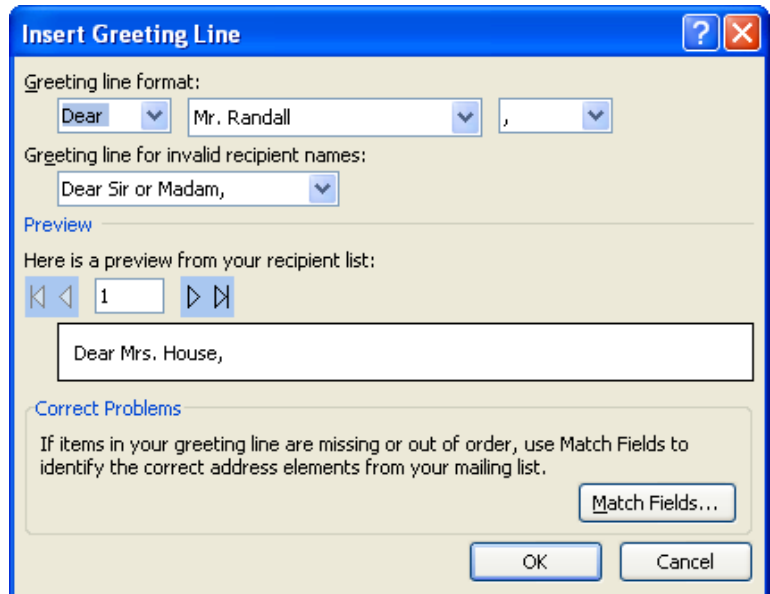 Insert Greeting Line
Greeting line format:
Dear Mr. Randall ,
Greeting line for invalid recipient names:
Dear Sir or Madam,
Preview
Here is a preview from your recipient list:
1
Dear Mrs. House,
Correct Problems
If items in your greeting line are missing or out of order, use Match Fields to
identify the correct address elements from your mailing list.
Match Fields...
OK Cancel